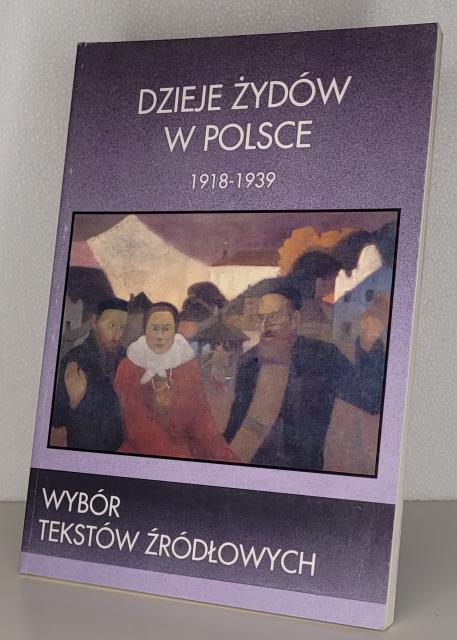 DZIEJE ŻYDÓW
W POLSCE
1918-1939
WYBÓR
TEKSTÓW ŹRÓDŁOWYCH